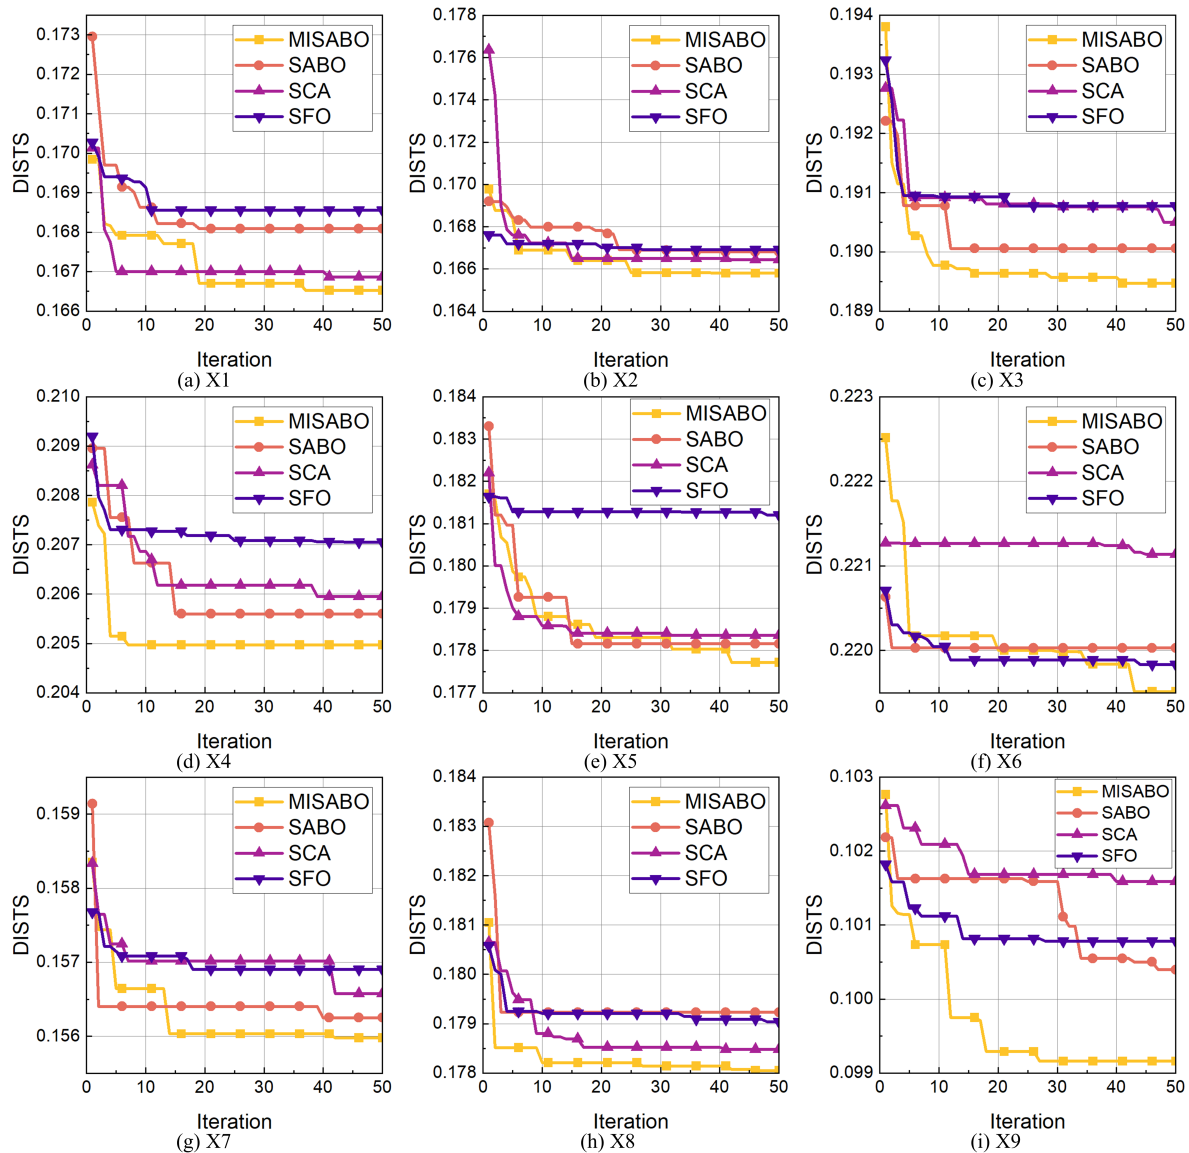 DISTS
0.173
0.172
0.171
0.170
0.169
0.168
0.167
0.166
MISABO
SABO
SCA
SFO
0 10 20 30 40 50
Iteration
(a) X1
DISTS
0.178
0.176
0.174
0.172
0.170
0.168
0.166
0.164
MISABO
SABO
SCA
SFO
0 10 20 30 40 50
Iteration
(b) X2
DISTS
0.194
0.193
0.192
0.191
0.190
0.189
MISABO
SABO
SCA
SFO
0 10 20 30 40 50
Iteration
(c) X3
DISTS
0.210
0.209
0.208
0.207
0.206
0.205
0.204
MISABO
SABO
SCA
SFO
0 10 20 30 40 50
Iteration
(d) X4
DISTS
0.184
0.183
0.182
0.181
0.180
0.179
0.178
0.177
MISABO
SABO
SCA
SFO
0 10 20 30 40 50
Iteration
(e) X5
DISTS
0.223
0.222
0.221
0.220
MISABO
SABO
SCA
SFO
0 10 20 30 40 50
Iteration
(f) X6
DISTS
0.159
0.158
0.157
0.156
MISABO
SABO
SCA
SFO
0 10 20 30 40 50
Iteration
(g) X7
DISTS
0.184
0.183
0.182
0.181
0.180
0.179
0.178
MISABO
SABO
SCA
SFO
0 10 20 30 40 50
Iteration
(h) X8
DISTS
0.103
0.102
0.101
0.100
0.099
MISABO
SABO
SCA
SFO
0 10 20 30 40 50
Iteration
(i) X9